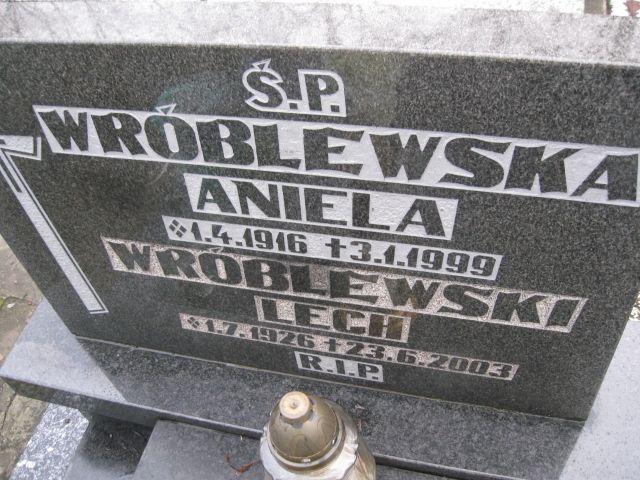 Ś.P.
WRÓBLEWSKA
ANIELA
1.4.1916 †3.1.1999
WRÓBLEWSKI
LECH
1.7.1926 †23.6.2003
R.I.P.